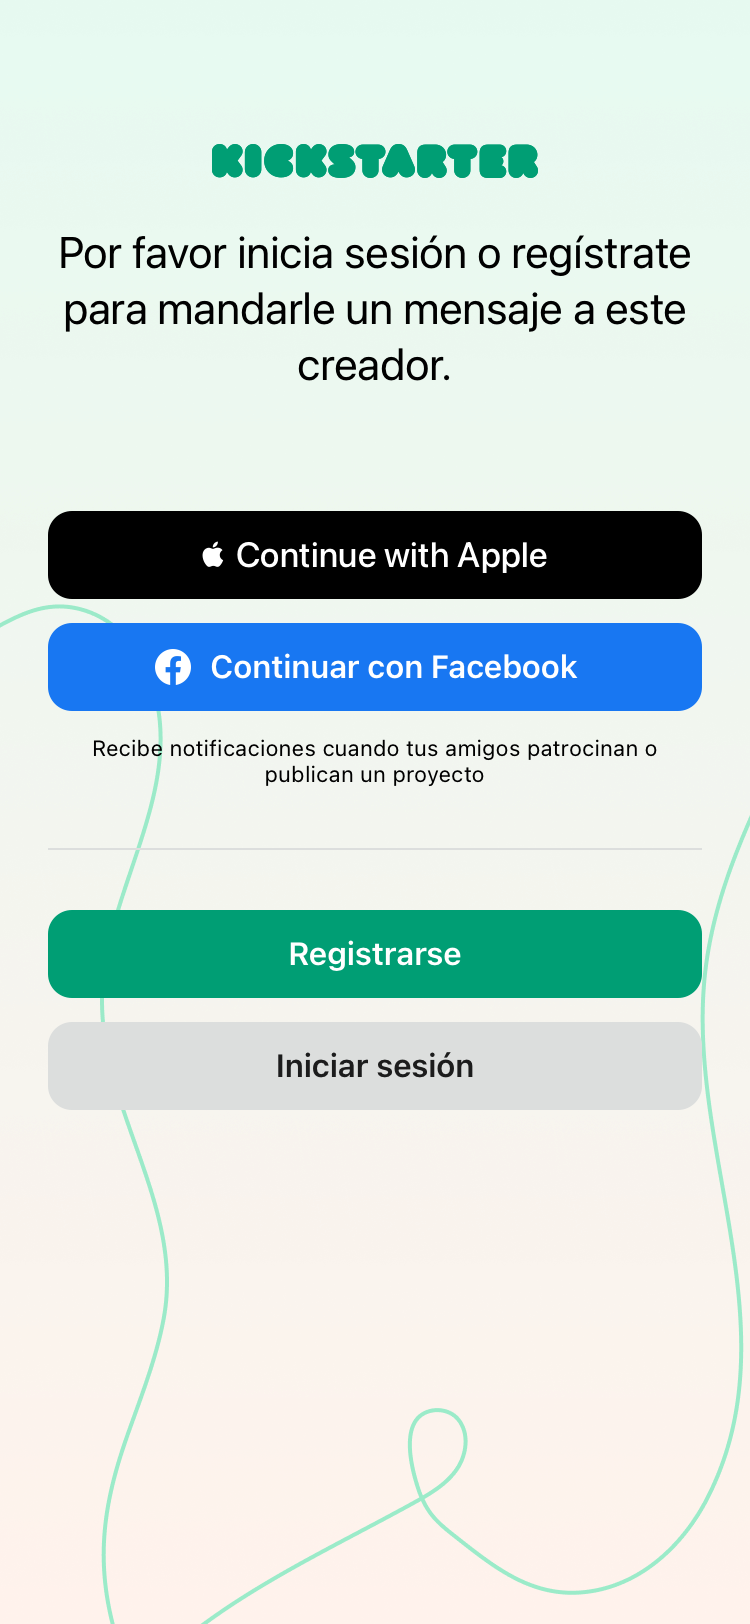 KICKSTARTER
Por favor inicia sesión o regístrate
para mandarle un mensaje a este
creador.
Continue with Apple
Continuar con Facebook
Recibe notificaciones cuando tus amigos patrocinan o
publican un proyecto
Registrarse
Iniciar sesión